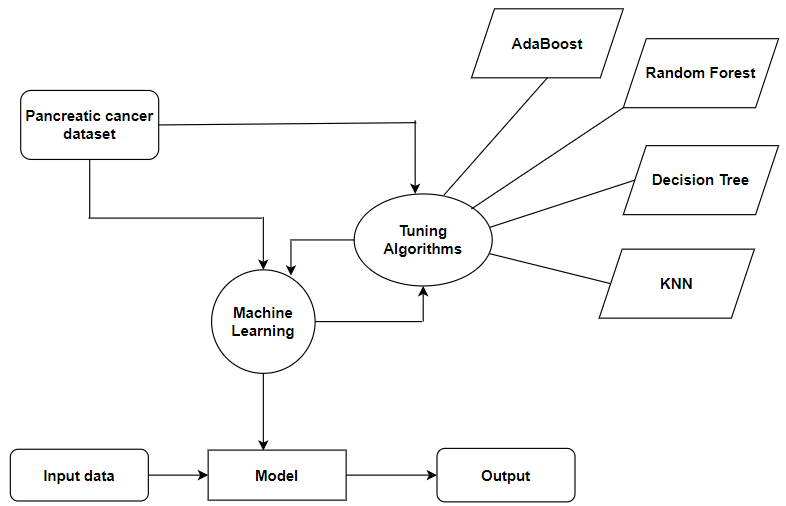 AdaBoost
Random Forest
Pancreatic cancer
dataset
Decision Tree
Tuning
Algorithms
KNN
Machine
Learning
Input data
Model
Output